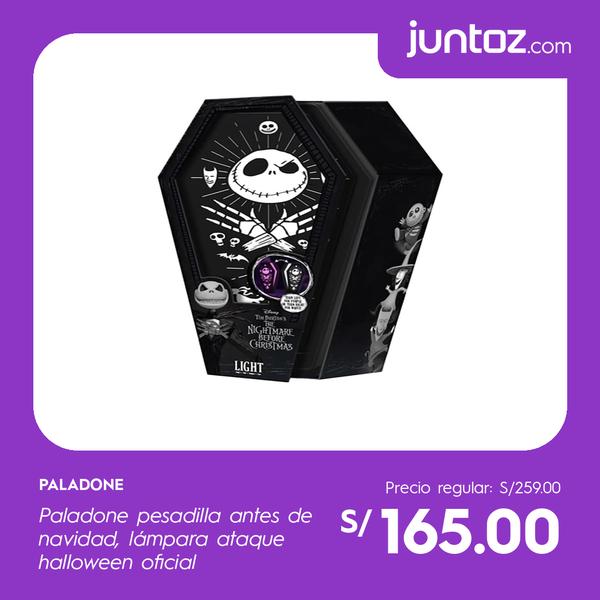 juntoz.com
Disney
Tim Burton's
THE
NIGHTMARE
BEFORE
CHRISTMAS
LIGHT
PALADONE
Paladone pesadilla antes de
navidad, lámpara ataque
halloween oficial
Precio regular: S/259.00
S/165.00